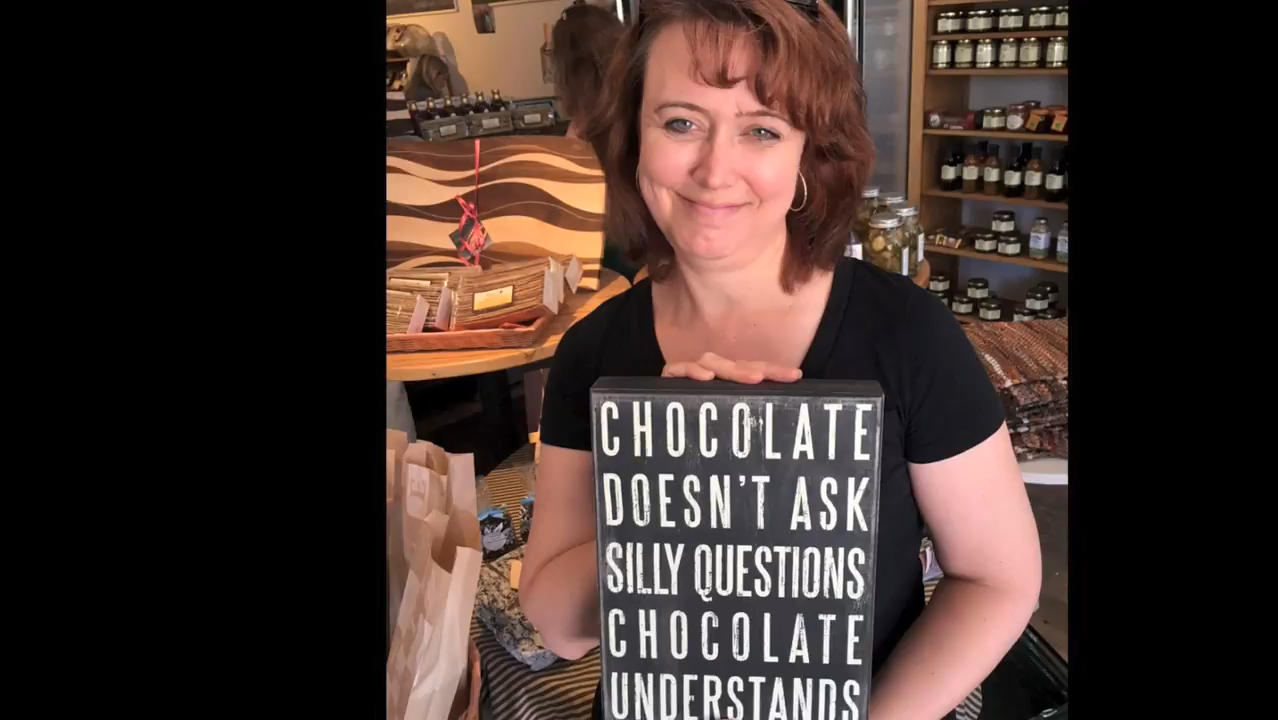 CHOCOLATE
DOESN'T ASK
SILLY QUESTIONS
CHOCOLATE
UNDERSTANDS